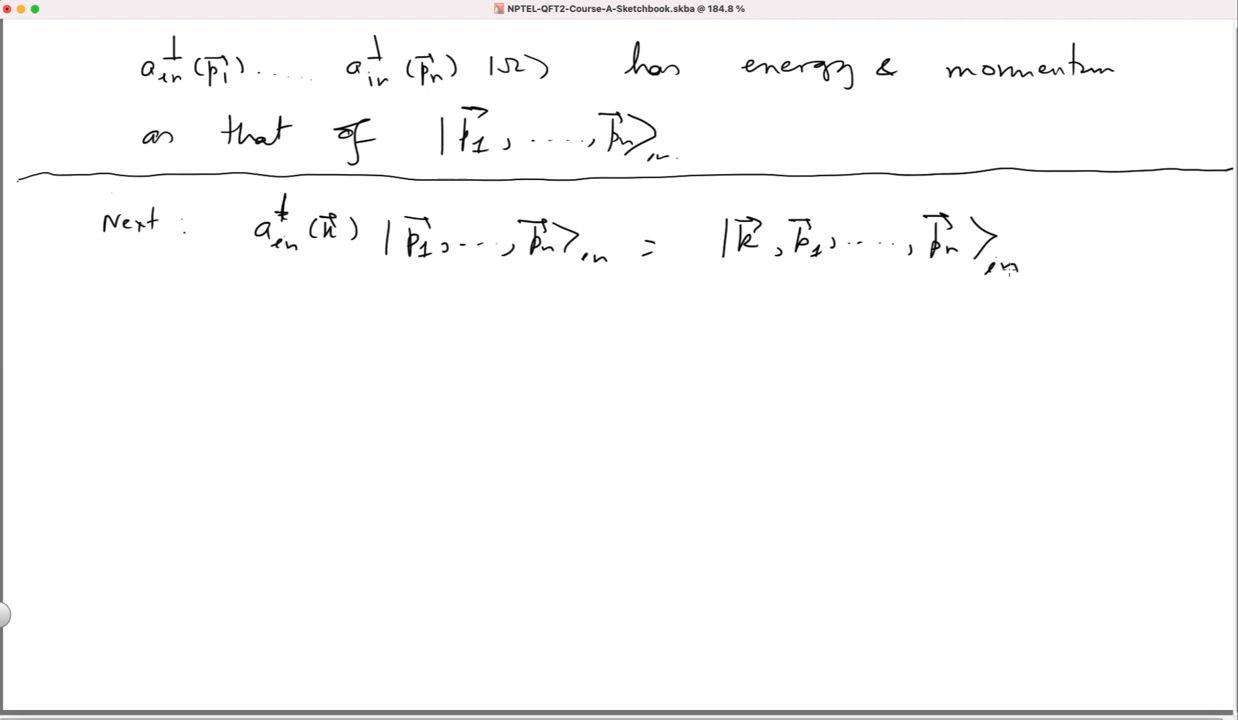 NPTEL-QFT2-Course-A-Sketchbook.skba @ 184.8 %
a†in (p⃗1) ..... a†in (p⃗n) |Ω⟩ has energy & momentum
as that of |p⃗1, ....., p⃗n⟩in
Next : a†in (k⃗) |p⃗1, ..., p⃗n⟩in = |k⃗, p⃗1, ....., p⃗n⟩in